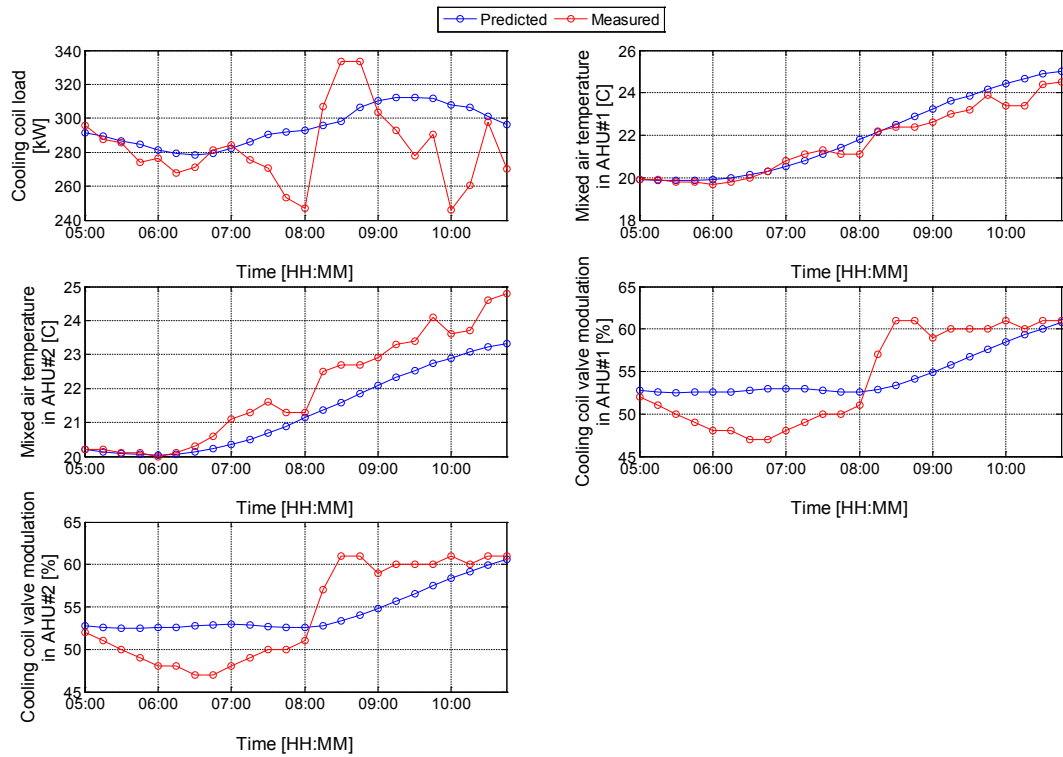 Predicted Measured
Cooling coil load
[kW]
340
320
300
280
260
240
05:00 06:00 07:00 08:00 09:00 10:00
Time [HH:MM]
Mixed air temperature
in AHU#1 [C]
26
24
22
20
18
05:00 06:00 07:00 08:00 09:00 10:00
Time [HH:MM]
Mixed air temperature
in AHU#2 [C]
25
24
23
22
21
20
05:00 06:00 07:00 08:00 09:00 10:00
Time [HH:MM]
Cooling coil valve modulation
in AHU#1 [%]
65
60
55
50
45
05:00 06:00 07:00 08:00 09:00 10:00
Time [HH:MM]
Cooling coil valve modulation
in AHU#2 [%]
65
60
55
50
45
05:00 06:00 07:00 08:00 09:00 10:00
Time [HH:MM]